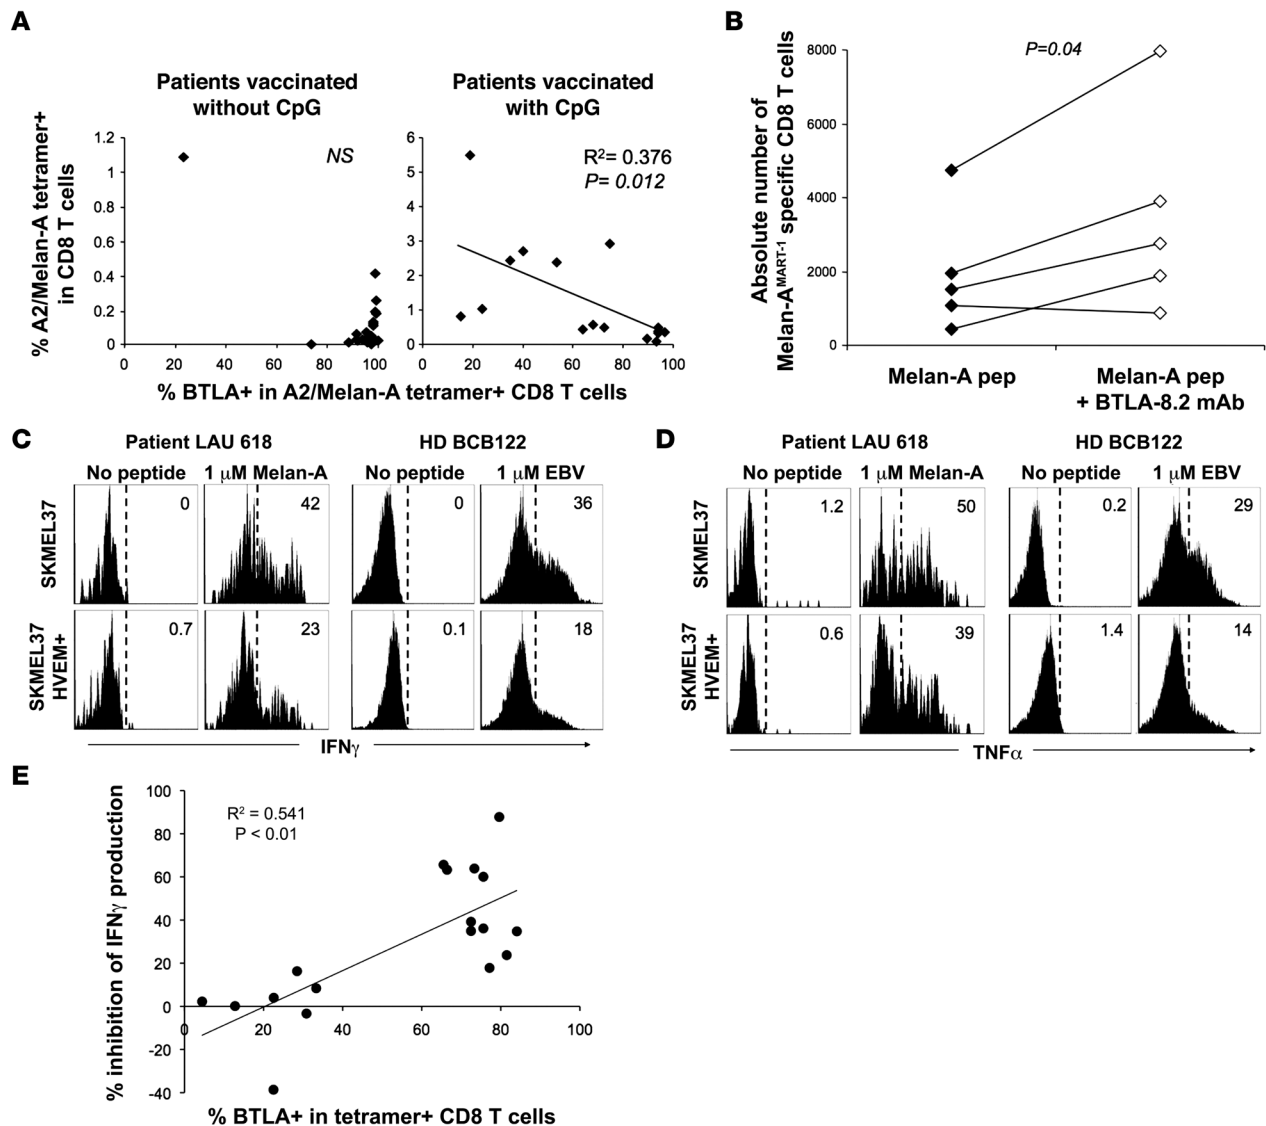 A
Patients vaccinated
without CpG
Patients vaccinated
with CpG
% A2/Melan-A tetramer+
in CD8 T cells
1.2
1
0.8
0.6
0.4
0.2
0
NS
0
20
40
60
80
100
6
5
4
3
2
1
0
R²= 0.376
P= 0.012
0
20
40
60
80
100
% BTLA+ in A2/Melan-A tetramer+ CD8 T cells
B
Absolute number of
Melan-A^MART-1 specific CD8 T cells
8000
6000
4000
2000
0
P=0.04
Melan-A pep
Melan-A pep
+ BTLA-8.2 mAb
C
Patient LAU 618
HD BCB122
No peptide
1 μM Melan-A
No peptide
1 μM EBV
SKMEL37
0
42
0
36
SKMEL37
HVEM+
0.7
23
0.1
18
IFNγ
D
Patient LAU 618
HD BCB122
No peptide
1 μM Melan-A
No peptide
1 μM EBV
SKMEL37
1.2
50
0.2
29
SKMEL37
HVEM+
0.6
39
1.4
14
TNFα
E
% inhibition of IFNγ production
100
80
60
40
20
0
-20
-40
R² = 0.541
P < 0.01
0
20
40
60
80
100
% BTLA+ in tetramer+ CD8 T cells